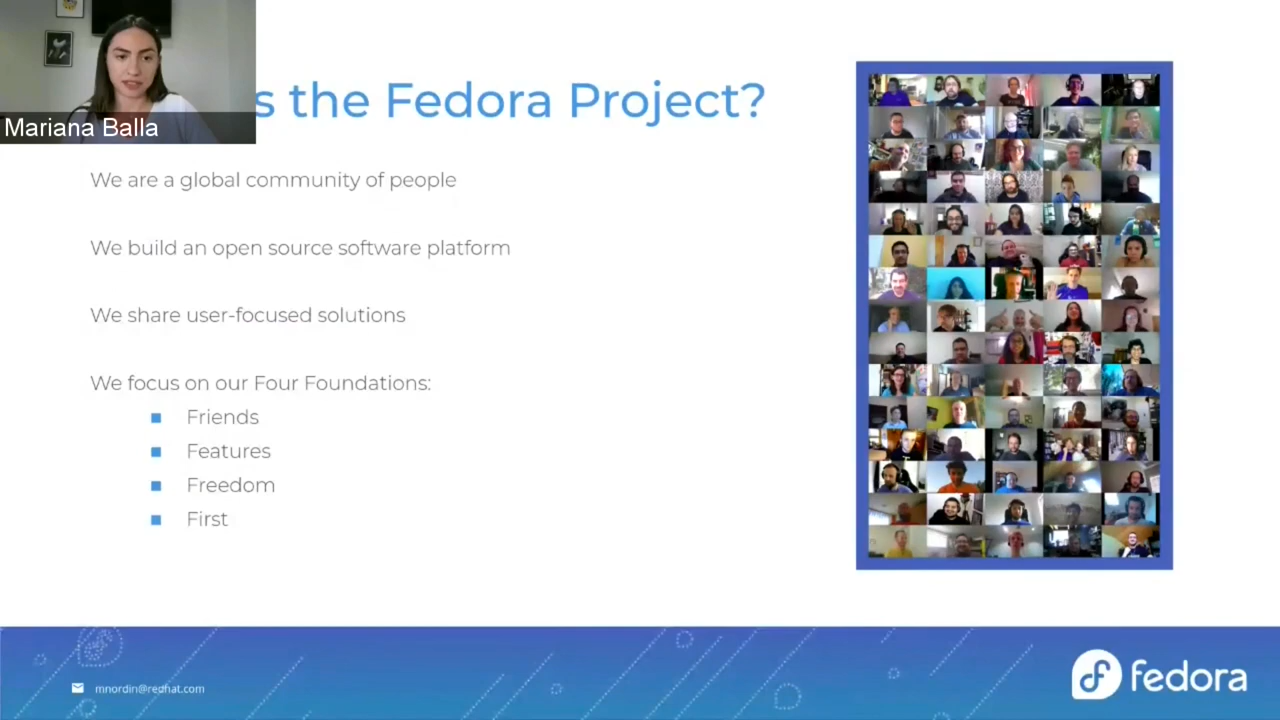 s the Fedora Project?
Mariana Balla
We are a global community of people
We build an open source software platform
We share user-focused solutions
We focus on our Four Foundations:
Friends
Features
Freedom
First
mnordin@redhat.com
fedora